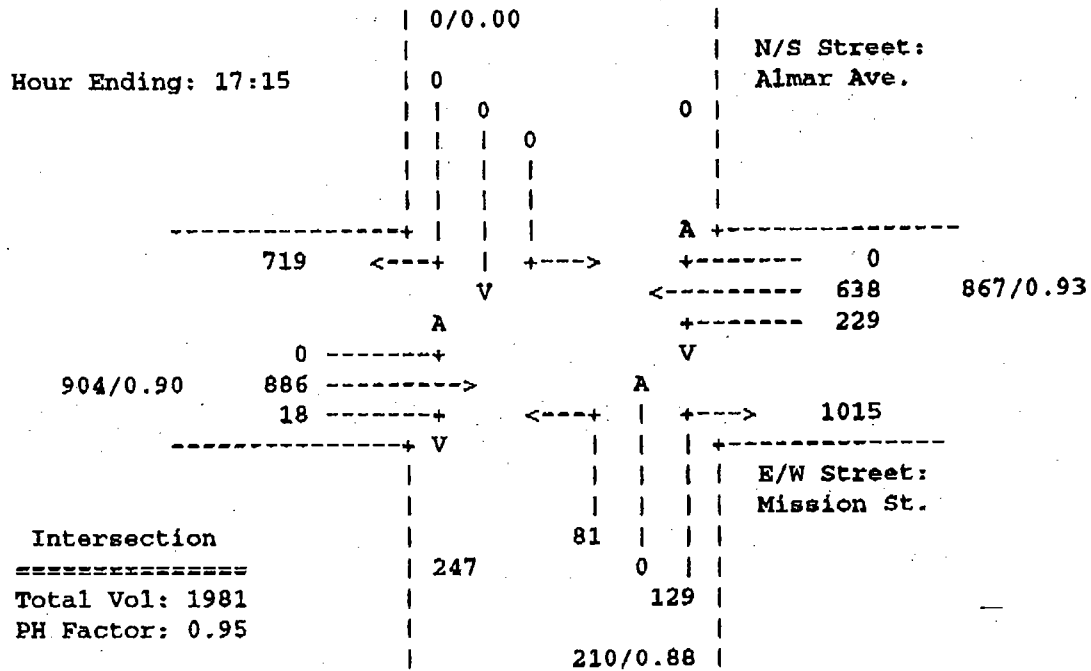 0/0.00
N/S Street:
Hour Ending: 17:15 0 Almar Ave.
0 0
0
A
719 <---+ | +---> +------- 0
V <--------- 638 867/0.93
A +------- 229
0 -------+ V
904/0.90 886 ---------> A
18 -------+ <---+ | +---> 1015
V
E/W Street:
Mission St.
Intersection 81
=============== 247 0
Total Vol: 1981 129
PH Factor: 0.95
210/0.88